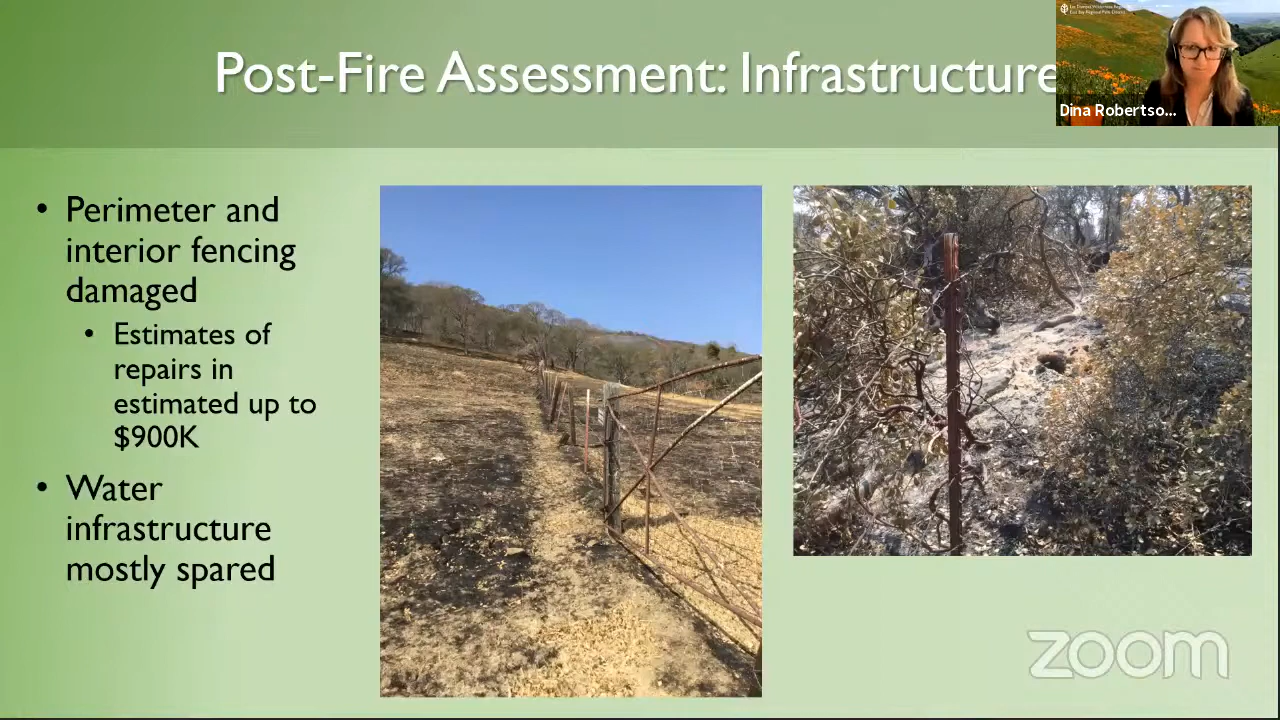 Post-Fire Assessment: Infrastructure
Dina Robertso...
• Perimeter and
interior fencing
damaged
• Estimates of
repairs in
estimated up to
$900K
• Water
infrastructure
mostly spared
zoom